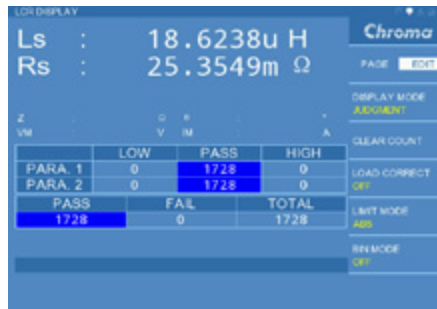 LCR DISPLAY
Ls : 18.6238u H
Rs : 25.3549m Ω
Z : Ω θ : °
VM : V IM : A
LOW PASS HIGH
PARA. 1 0 1728 0
PARA. 2 0 1728 0
PASS FAIL TOTAL
1728 0 1728
Chroma
PAGE EDIT
DISPLAY MODE
JUDGMENT
CLEAR COUNT
LOAD CORRECT
OFF
LIMIT MODE
ABS
BIN MODE
OFF